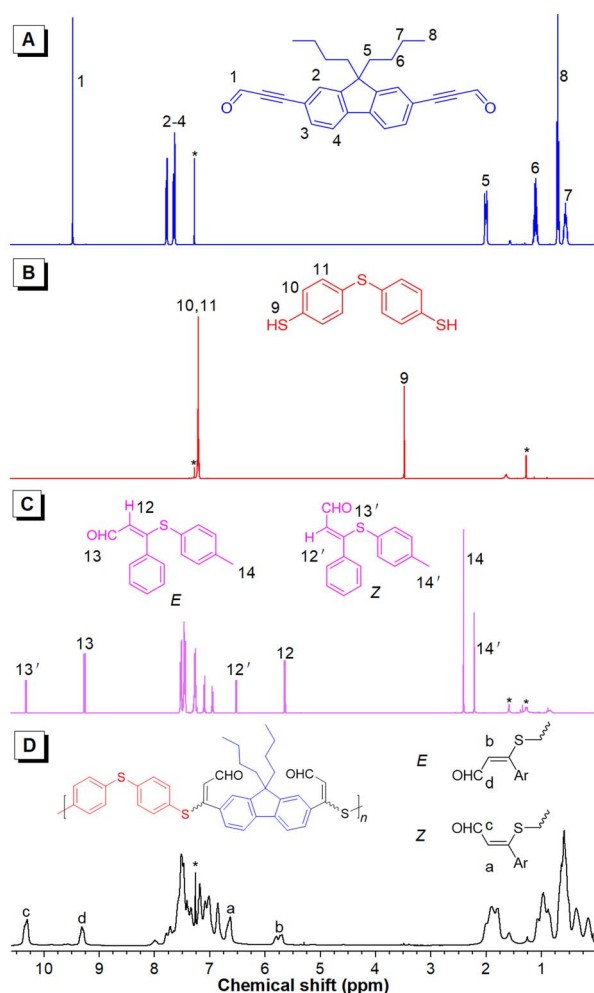 A
7
8
5
6
1
2
O
O
3
4
1
2-4
*
5
6
8
7
B
11
10
S
9
HS
SH
10,11
*
9
*
C
H
12
S
OHC
13
14
E
CHO
13′
S
H
12′
14′
Z
13′
13
12′
12
14
14′
*
*
D
S
S
CHO
CHO
S
n
b
S
OHC
d
Ar
E
OHC
c
S
Ar
a
Z
c
d
*
a
b
10
9
8
7
6
5
4
3
2
1
Chemical shift (ppm)